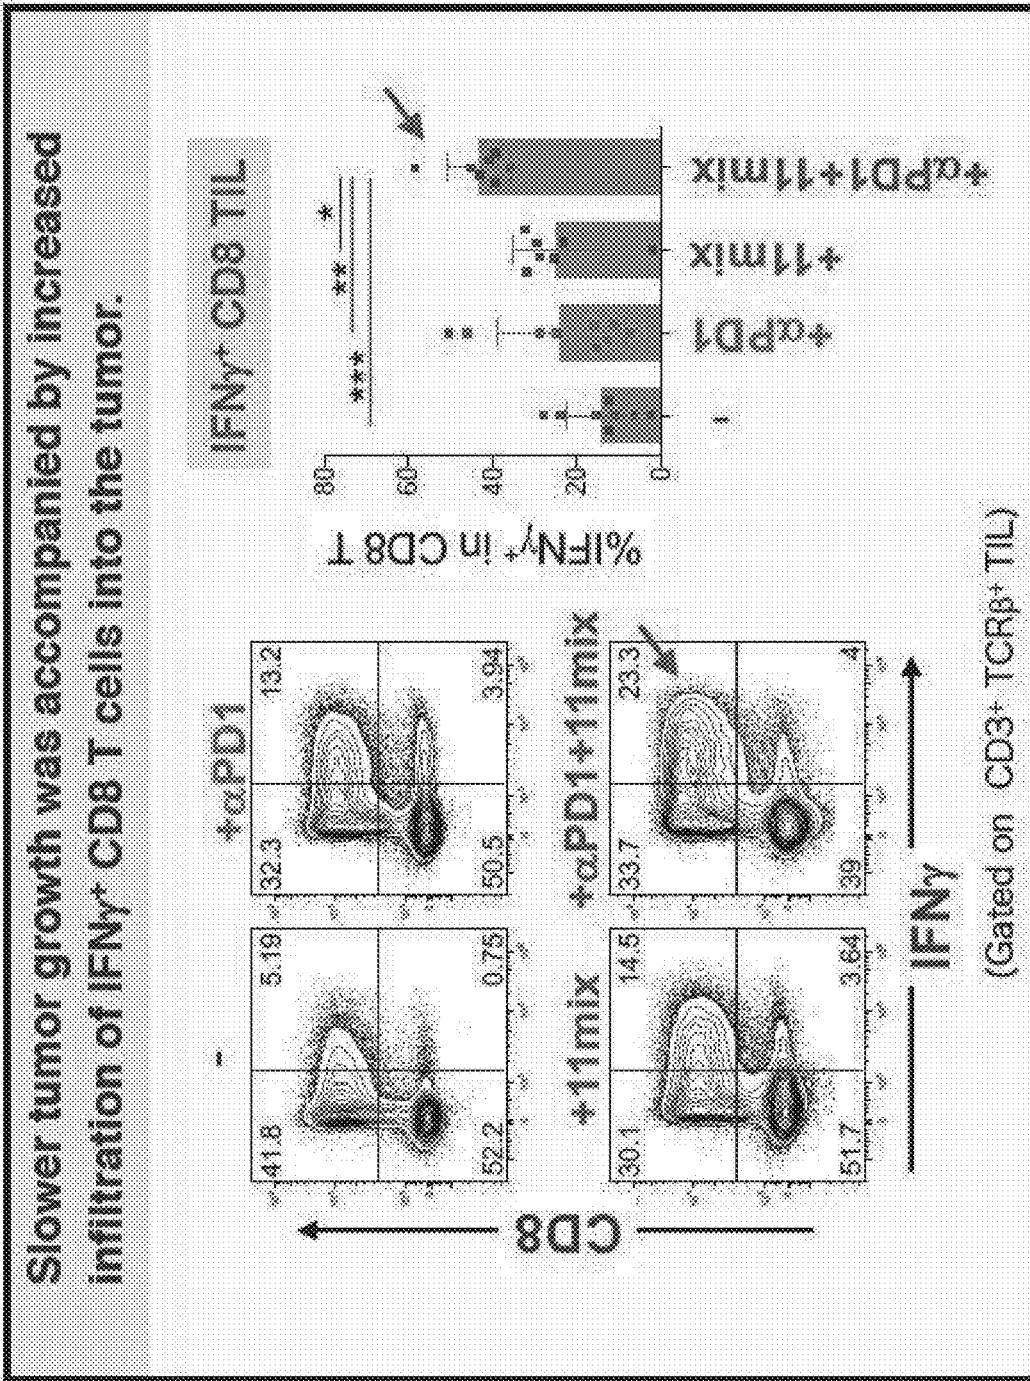 Slower tumor growth was accompanied by increased
infiltration of IFNγ⁺ CD8 T cells into the tumor.
-
+αPD1
41.8
5.19
52.2
0.75
32.3
13.2
50.5
3.94
+11mix
+αPD1+11mix
30.1
14.5
51.7
3.64
33.7
23.3
39
4
CD8
IFNγ
(Gated on CD3⁺ TCRβ⁺ TIL)
IFNγ⁺ CD8 TIL
%IFNγ⁺ in CD8 T
80
60
40
20
0
***
**
*
-
+αPD1
+11mix
+αPD1+11mix